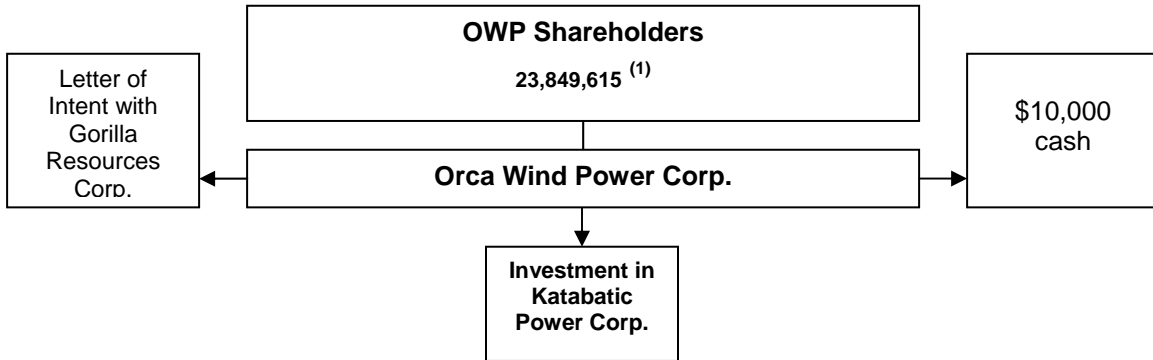 OWP Shareholders
23,849,615 (1)
Letter of
Intent with
Gorilla
Resources
Corp.
$10,000
cash
Orca Wind Power Corp.
Investment in
Katabatic
Power Corp.